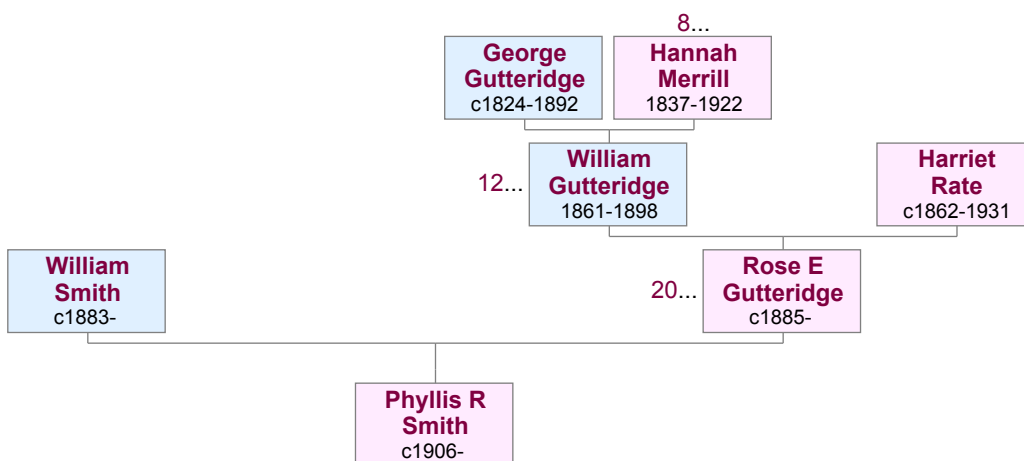 8...
George
Gutteridge
c1824-1892
Hannah
Merrill
1837-1922
12...
William
Gutteridge
1861-1898
Harriet
Rate
c1862-1931
William
Smith
c1883-
20...
Rose E
Gutteridge
c1885-
Phyllis R
Smith
c1906-